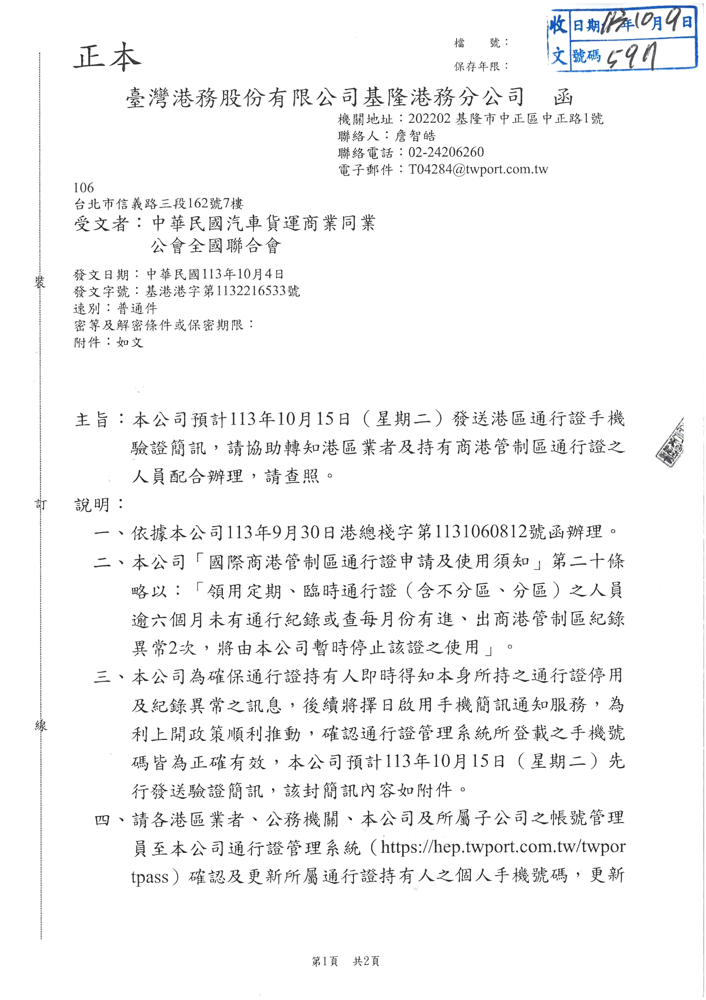 收文
日期113年10月9日
號碼597
正本
檔　　號：
保存年限：
臺灣港務股份有限公司基隆港務分公司　函
機關地址：202202 基隆市中正區中正路1號
聯絡人：詹智皓
聯絡電話：02-24206260
電子郵件：T04284@twport.com.tw
106
台北市信義路三段162號7樓
受文者：中華民國汽車貨運商業同業
公會全國聯合會
發文日期：中華民國113年10月4日
發文字號：基港港字第1132216533號
速別：普通件
密等及解密條件或保密期限：
附件：如文
主旨：本公司預計113年10月15日（星期二）發送港區通行證手機
驗證簡訊，請協助轉知港區業者及持有商港管制區通行證之
人員配合辦理，請查照。
說明：
一、依據本公司113年9月30日港總棧字第1131060812號函辦理。
二、本公司「國際商港管制區通行證申請及使用須知」第二十條
略以：「領用定期、臨時通行證（含不分區、分區）之人員
逾六個月未有通行紀錄或查每月份有進、出商港管制區紀錄
異常2次，將由本公司暫時停止該證之使用」。
三、本公司為確保通行證持有人即時得知本身所持之通行證停用
及紀錄異常之訊息，後續將擇日啟用手機簡訊通知服務，為
利上開政策順利推動，確認通行證管理系統所登載之手機號
碼皆為正確有效，本公司預計113年10月15日（星期二）先
行發送驗證簡訊，該封簡訊內容如附件。
四、請各港區業者、公務機關、本公司及所屬子公司之帳號管理
員至本公司通行證管理系統（https://hep.twport.com.tw/twpor
tpass）確認及更新所屬通行證持有人之個人手機號碼，更新
裝
訂
線
第1頁　共2頁